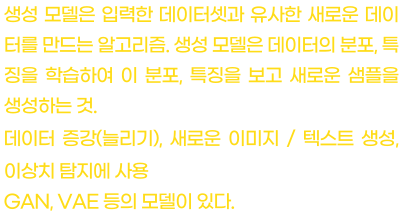 생성 모델은 입력한 데이터셋과 유사한 새로운 데이
터를 만드는 알고리즘. 생성 모델은 데이터의 분포, 특
징을 학습하여 이 분포, 특징을 보고 새로운 샘플을
생성하는 것.
데이터 증강(늘리기), 새로운 이미지 / 텍스트 생성,
이상치 탐지에 사용
GAN, VAE 등의 모델이 있다.